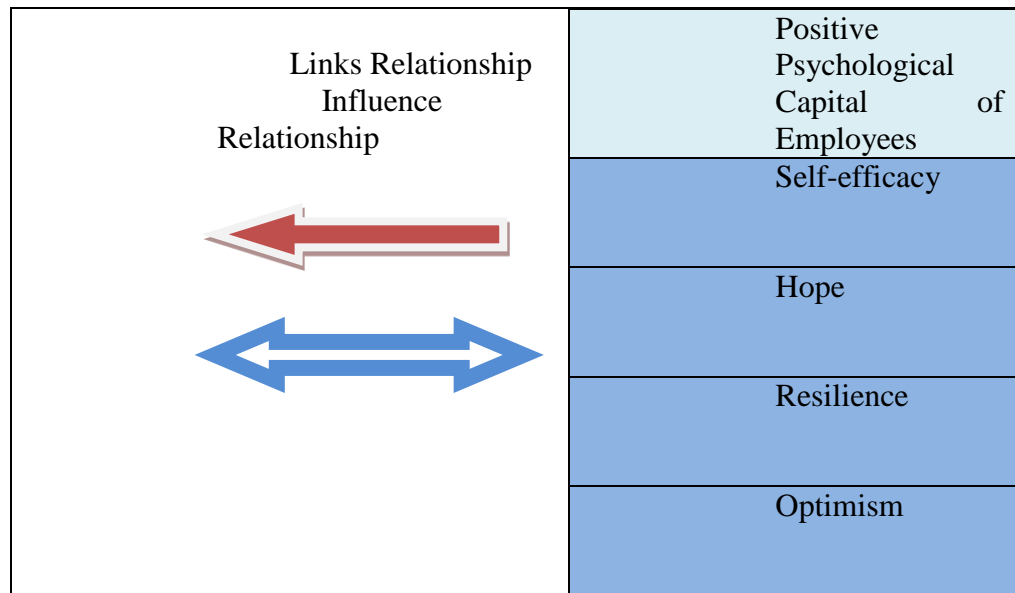 Links Relationship
Influence
Relationship
Positive
Psychological
Capital of
Employees
Self-efficacy
Hope
Resilience
Optimism